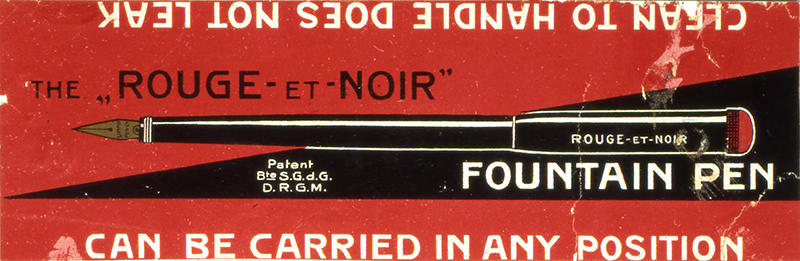 CLEAN TO HANDLE DOES NOT LEAK
THE „ROUGE-ET-NOIR”
ROUGE-ET-NOIR
Patent
Bte S.G.d.G.
D.R.G.M.
FOUNTAIN PEN
CAN BE CARRIED IN ANY POSITION